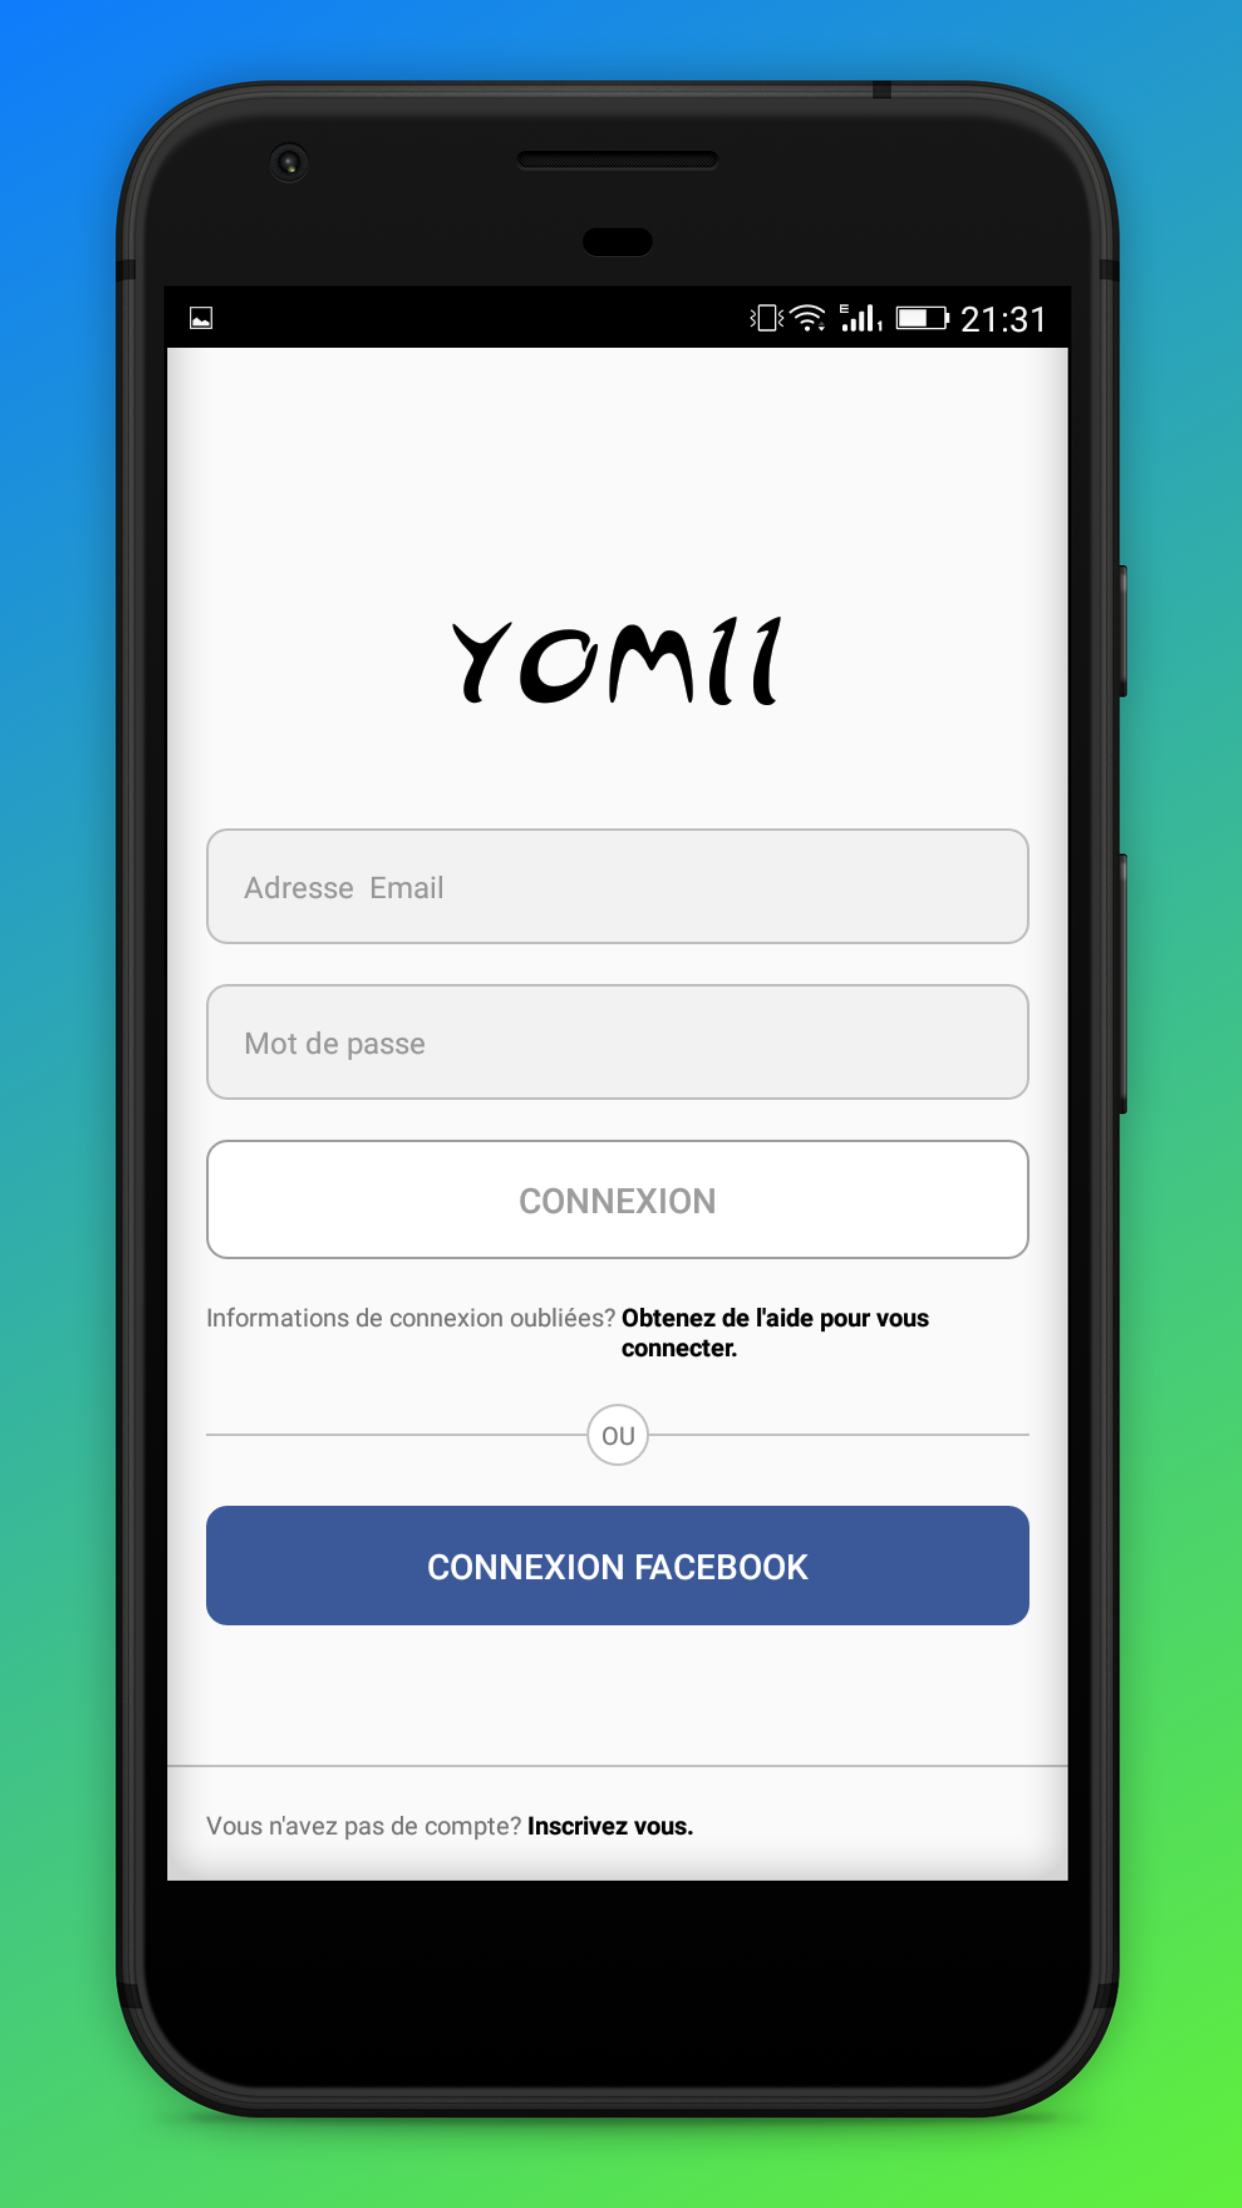 21:31
YOMII
Adresse  Email
Mot de passe
CONNEXION
Informations de connexion oubliées? Obtenez de l'aide pour vous
connecter.
OU
CONNEXION FACEBOOK
Vous n'avez pas de compte? Inscrivez vous.